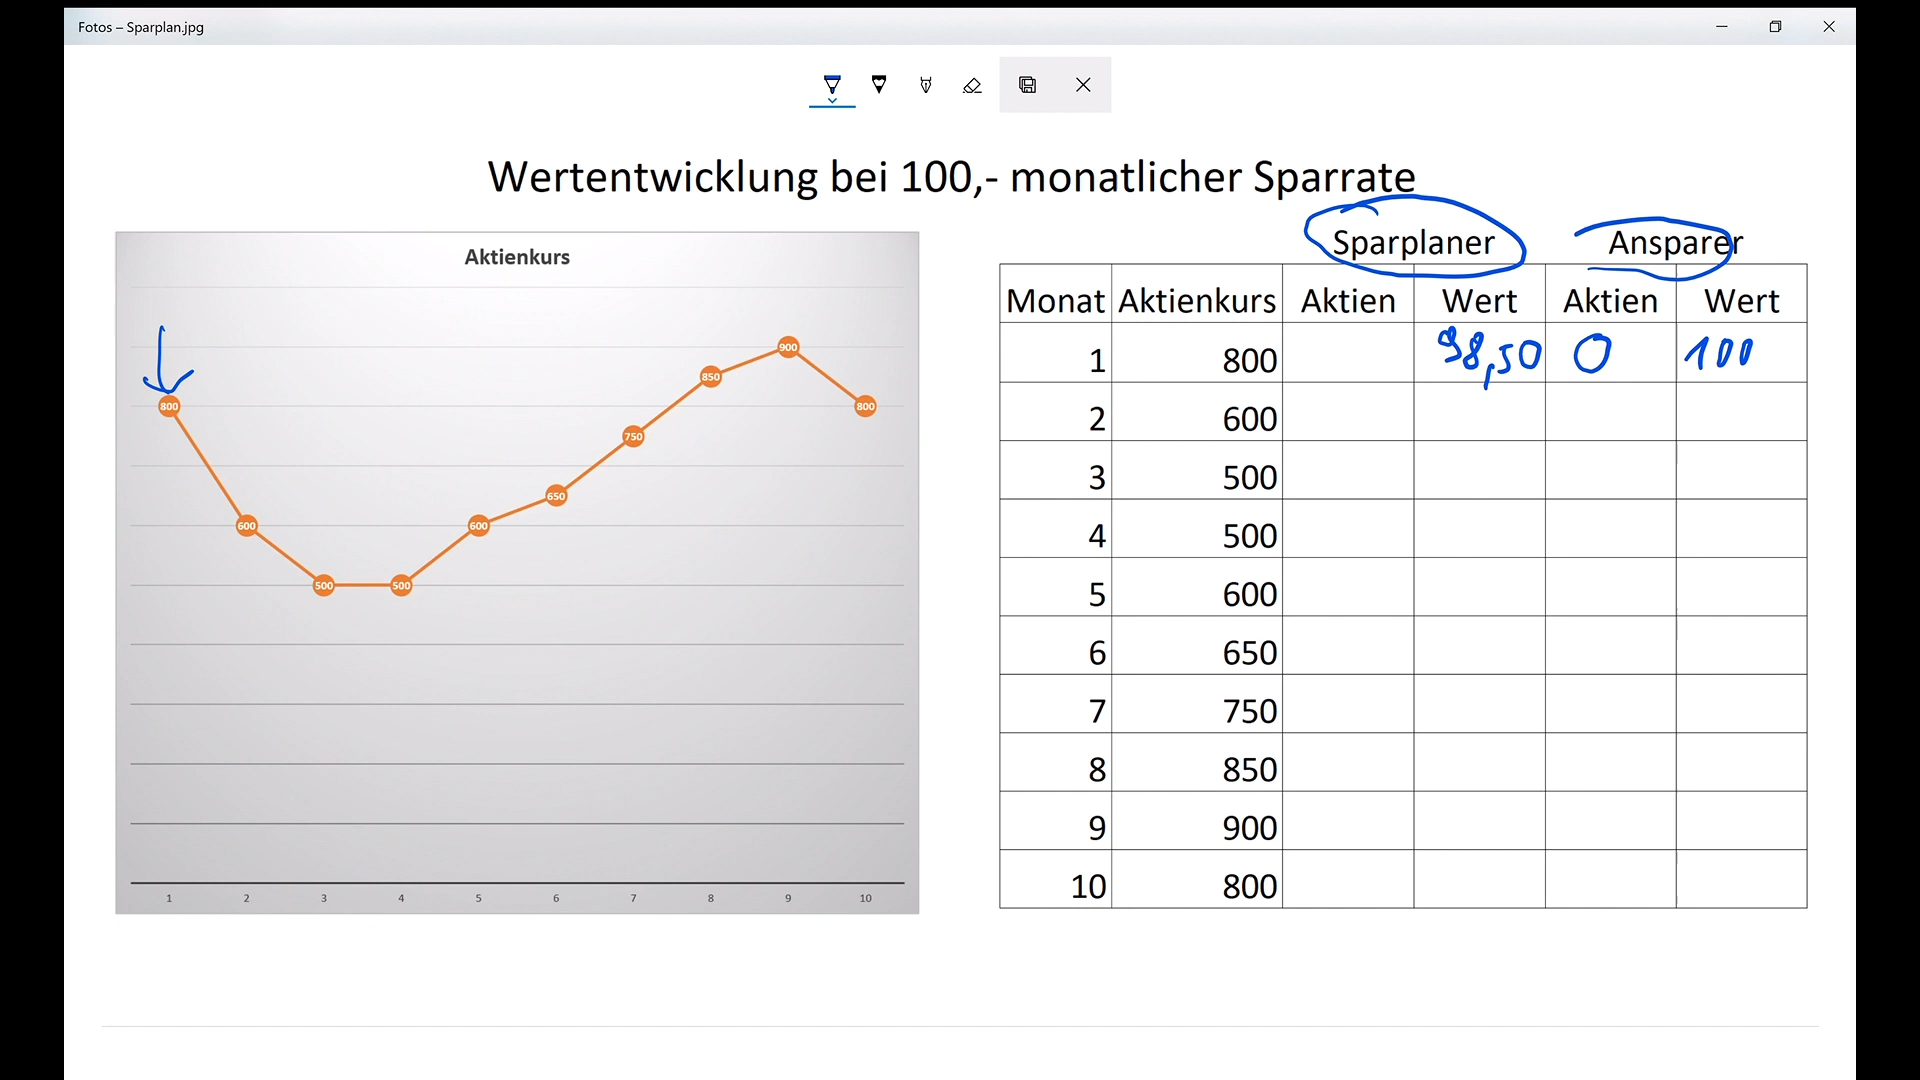 Fotos – Sparplan.jpg
Wertentwicklung bei 100,- monatlicher Sparrate
Aktienkurs
800
600
500
500
600
650
750
850
900
800
1 2 3 4 5 6 7 8 9 10
Sparplaner Ansparer
Monat Aktienkurs Aktien Wert Aktien Wert
1 800 98,50 0 100
2 600
3 500
4 500
5 600
6 650
7 750
8 850
9 900
10 800